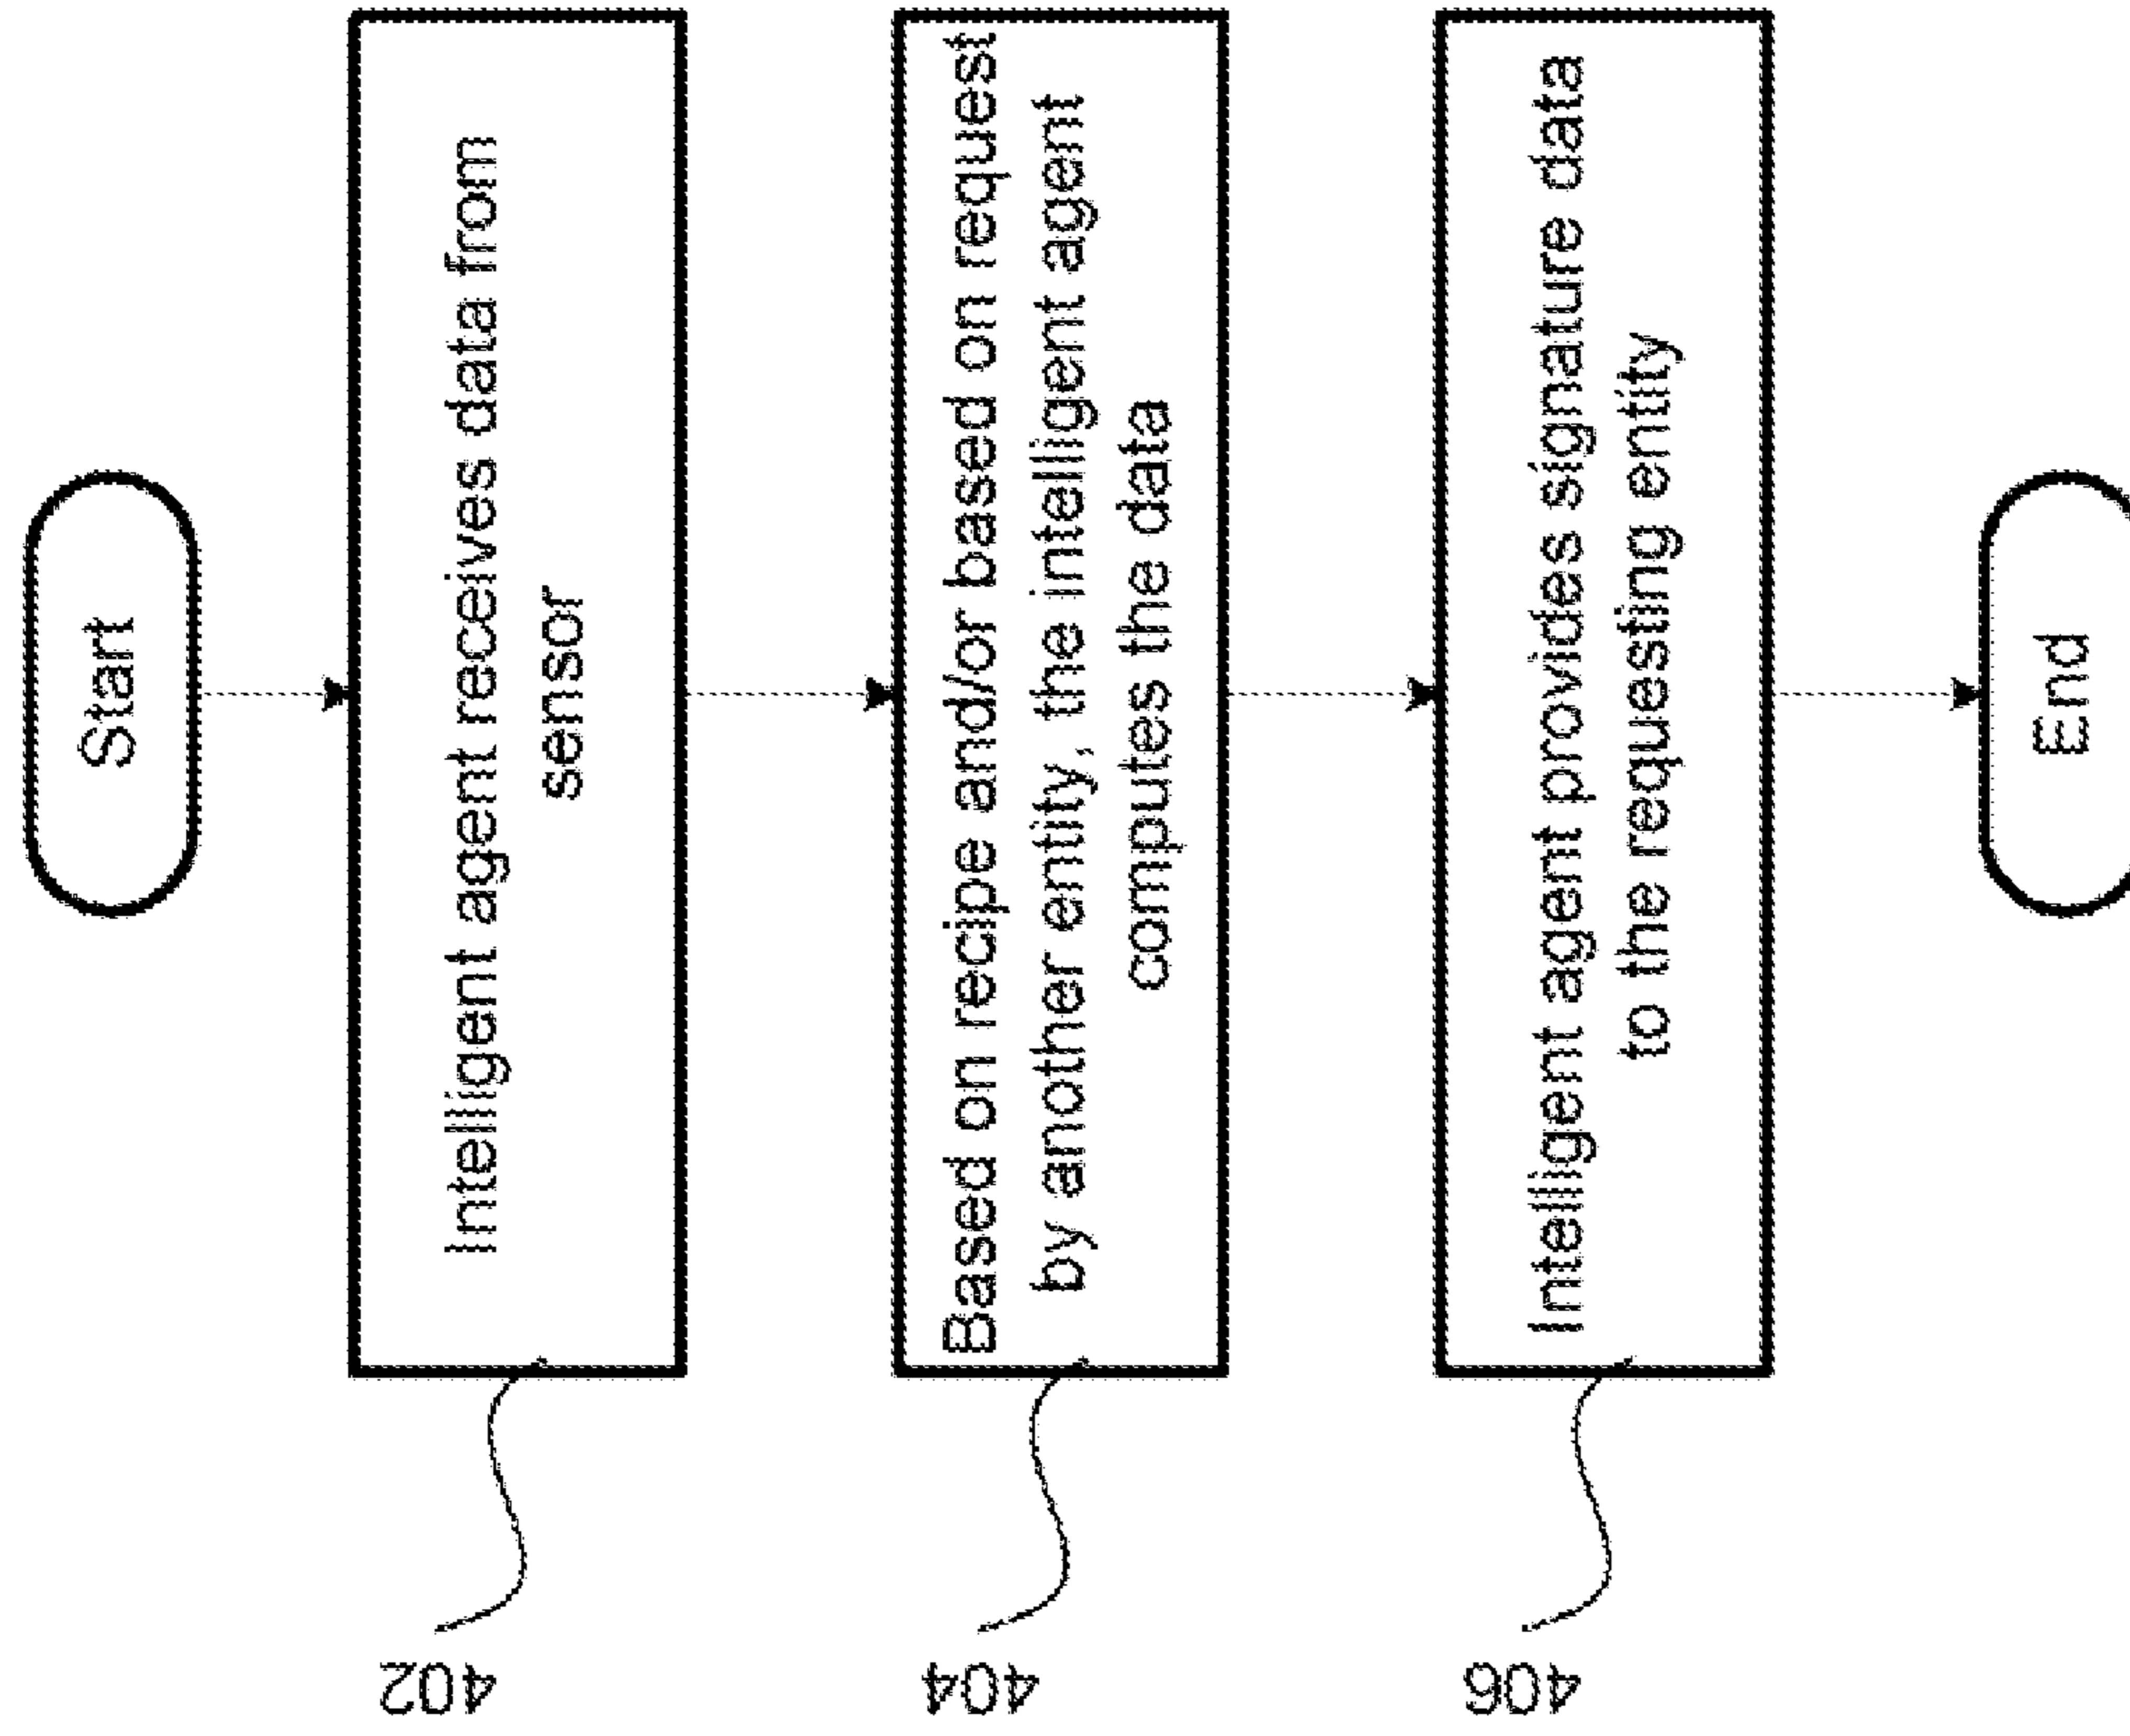 Start
402
Intelligent agent receives data from
sensor
404
Based on recipe and/or based on request
by another entity, the intelligent agent
computes the data
406
Intelligent agent provides signature data
to the requesting entity
End